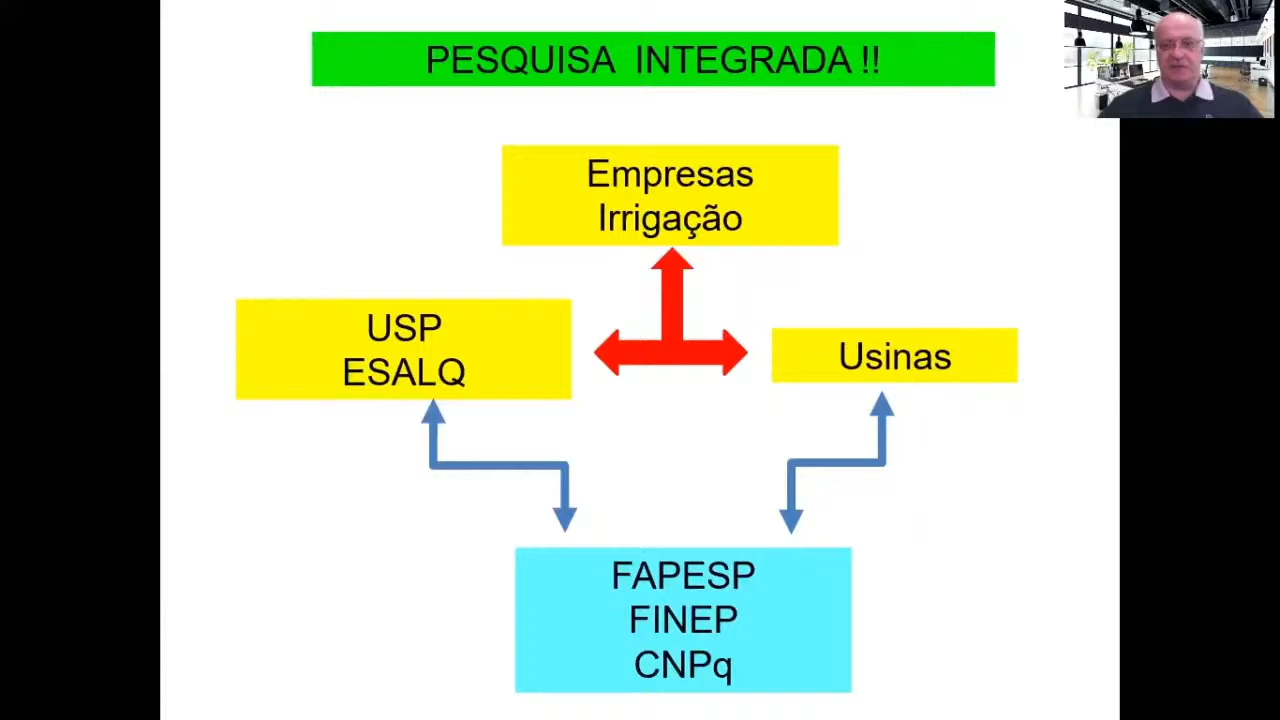 PESQUISA INTEGRADA !!
Empresas
Irrigação
USP
ESALQ
Usinas
FAPESP
FINEP
CNPq